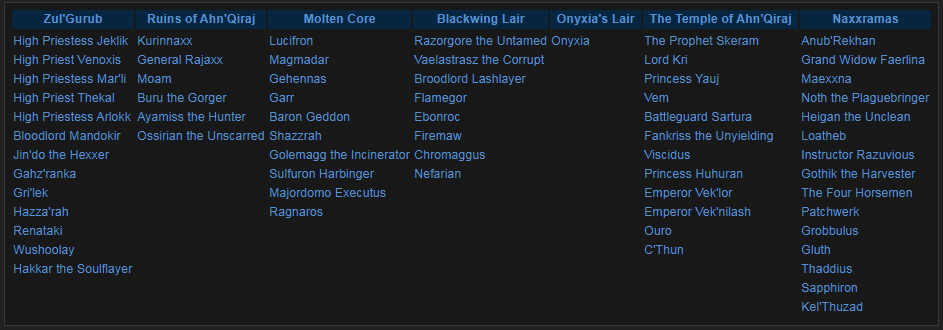 Zul'Gurub
High Priestess Jeklik
High Priest Venoxis
High Priestess Mar'li
High Priest Thekal
High Priestess Arlokk
Bloodlord Mandokir
Jin'do the Hexxer
Gahz'ranka
Gri'lek
Hazza'rah
Renataki
Wushoolay
Hakkar the Soulflayer
Ruins of Ahn'Qiraj
Kurinnaxx
General Rajaxx
Moam
Buru the Gorger
Ayamiss the Hunter
Ossirian the Unscarred
Molten Core
Lucifron
Magmadar
Gehennas
Garr
Baron Geddon
Shazzrah
Golemagg the Incinerator
Sulfuron Harbinger
Majordomo Executus
Ragnaros
Blackwing Lair
Razorgore the Untamed
Vaelastrasz the Corrupt
Broodlord Lashlayer
Flamegor
Ebonroc
Firemaw
Chromaggus
Nefarian
Onyxia's Lair
Onyxia
The Temple of Ahn'Qiraj
The Prophet Skeram
Lord Kri
Princess Yauj
Vem
Battleguard Sartura
Fankriss the Unyielding
Viscidus
Princess Huhuran
Emperor Vek'lor
Emperor Vek'nilash
Ouro
C'Thun
Naxxramas
Anub'Rekhan
Grand Widow Faerlina
Maexxna
Noth the Plaguebringer
Heigan the Unclean
Loatheb
Instructor Razuvious
Gothik the Harvester
The Four Horsemen
Patchwerk
Grobbulus
Gluth
Thaddius
Sapphiron
Kel'Thuzad